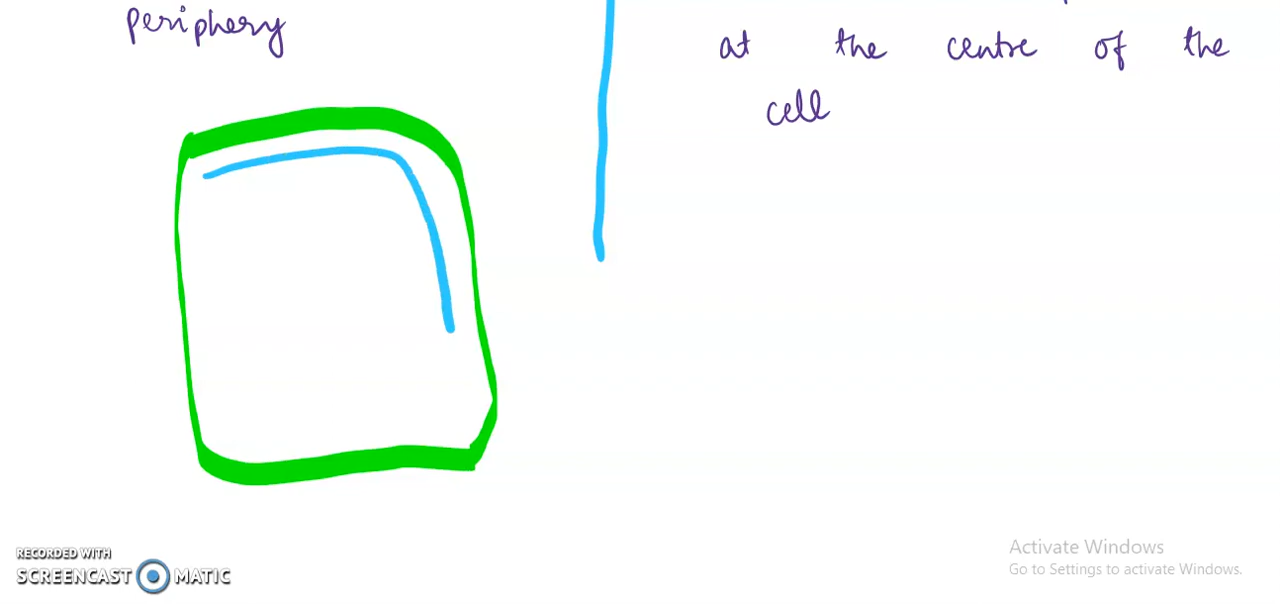 periphery
at the centre of the
cell
RECORDED WITH
SCREENCAST MATIC
Activate Windows
Go to Settings to activate Windows.